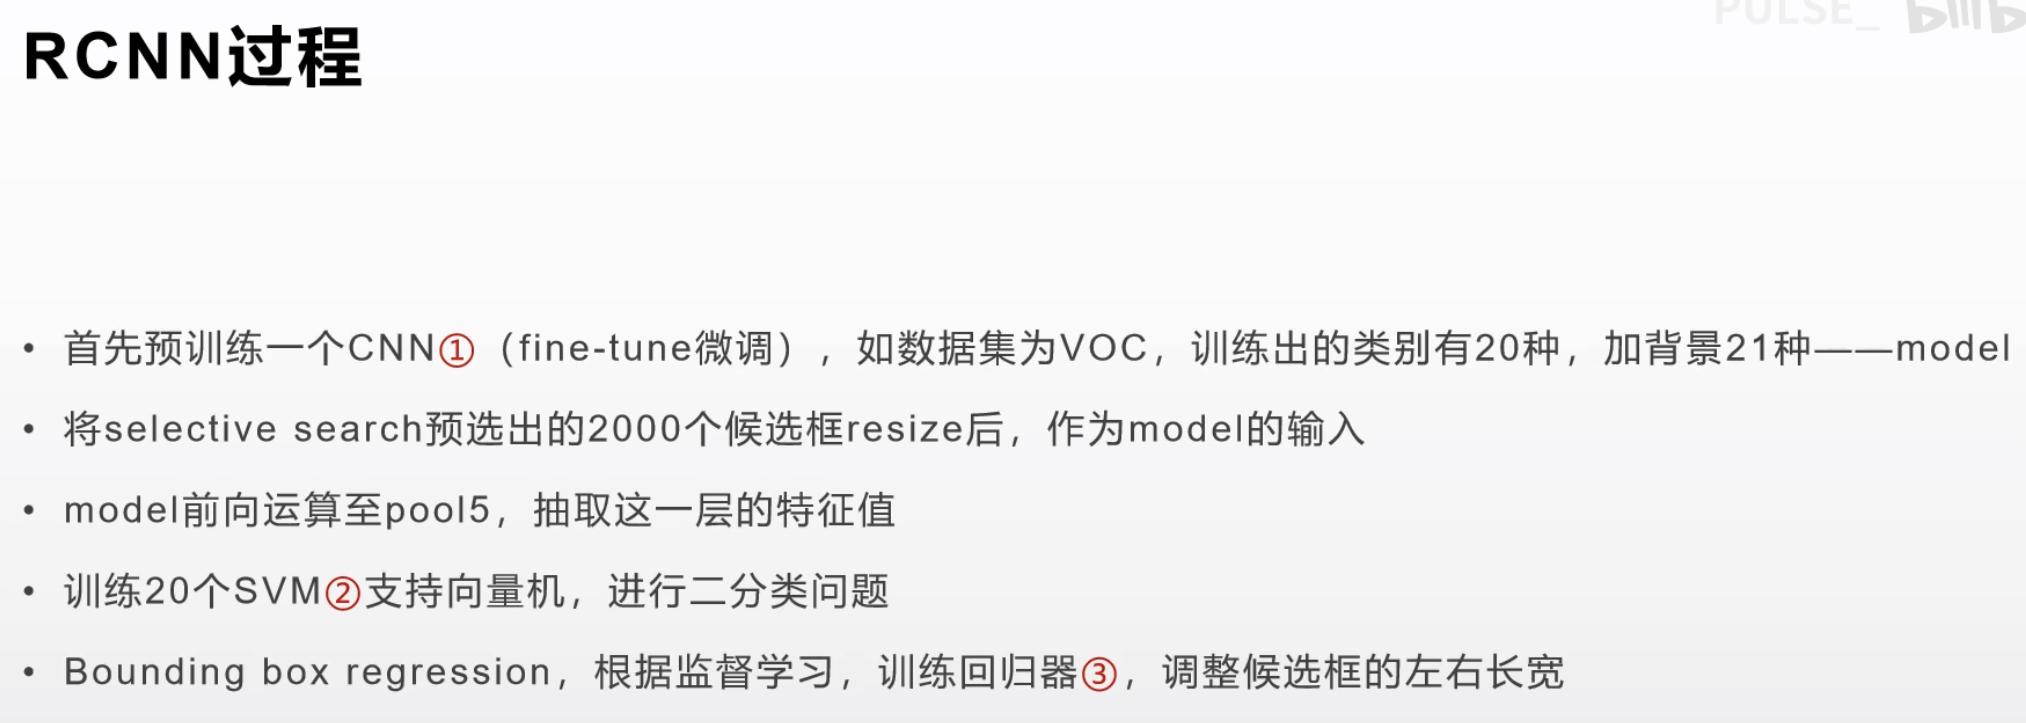 PULSE_ bilib
RCNN过程
• 首先预训练一个CNN①（fine-tune微调），如数据集为VOC，训练出的类别有20种，加背景21种——model
• 将selective search预选出的2000个候选框resize后，作为model的输入
• model前向运算至pool5，抽取这一层的特征值
• 训练20个SVM②支持向量机，进行二分类问题
• Bounding box regression，根据监督学习，训练回归器③，调整候选框的左右长宽